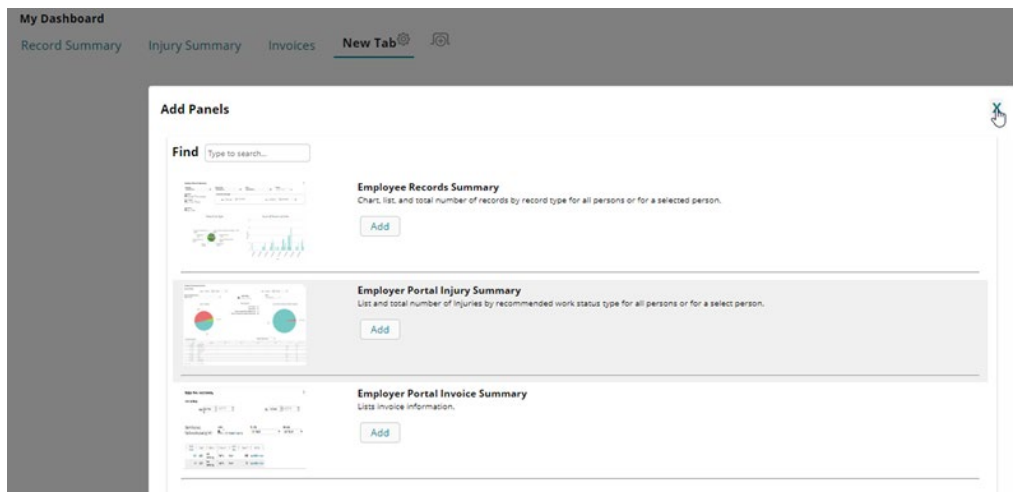 My Dashboard
Record Summary Injury Summary Invoices New Tab
Add Panels
X
Find Type to search...
Employee Records Summary
Chart, list, and total number of records by record type for all persons or for a selected person.
Add
Employer Portal Injury Summary
List and total number of injuries by recommended work status type for all persons or for a select person.
Add
Employer Portal Invoice Summary
Lists invoice information.
Add